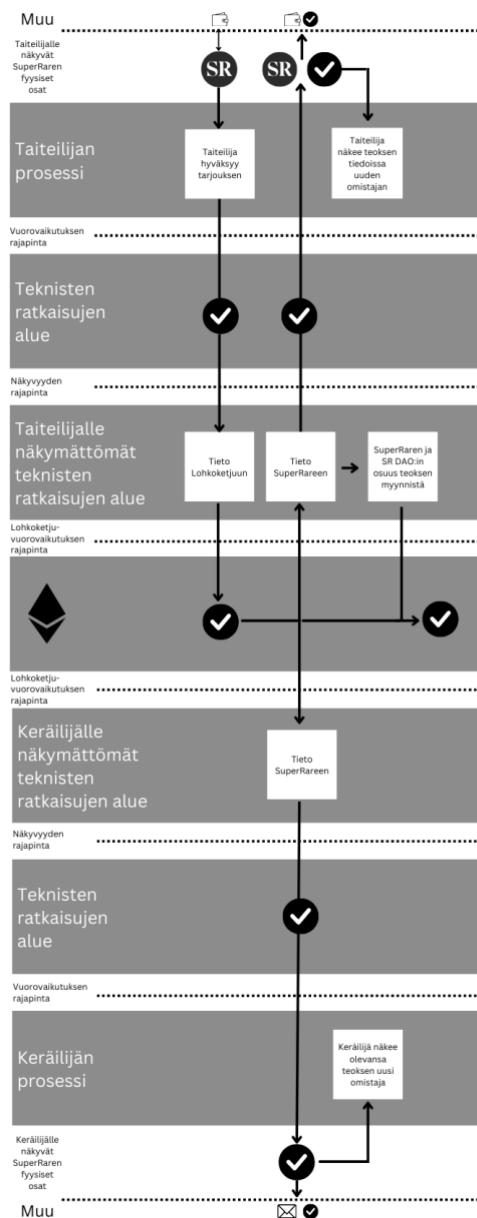 Muu
Taiteilijalle
näkyvät
SuperRaren
fyysiset
osat
SR
SR
Taiteilijan
prosessi
Taiteilija
hyväksyy
tarjouksen
Taiteilija
näkee teoksen
tiedoissa
uuden
omistajan
Vuorovaikutuksen
rajapinta
Teknisten
ratkaisujen
alue
Näkyvyyden
rajapinta
Taiteilijalle
näkymättömät
teknisten
ratkaisujen alue
Tieto
Lohkoketjuun
Tieto
SuperRareen
SuperRaren ja
SR DAO:in
osuus teoksen
myynnistä
Lohkoketju-
vuorovaikutuksen
rajapinta
Lohkoketju-
vuorovaikutuksen
rajapinta
Keräilijälle
näkymättömät
teknisten
ratkaisujen alue
Tieto
SuperRareen
Näkyvyyden
rajapinta
Teknisten
ratkaisujen
alue
Vuorovaikutuksen
rajapinta
Keräilijän
prosessi
Keräilijä näkee
olevansa
teoksen uusi
omistaja
Keräilijälle
näkyvät
SuperRaren
fyysiset osat
Muu